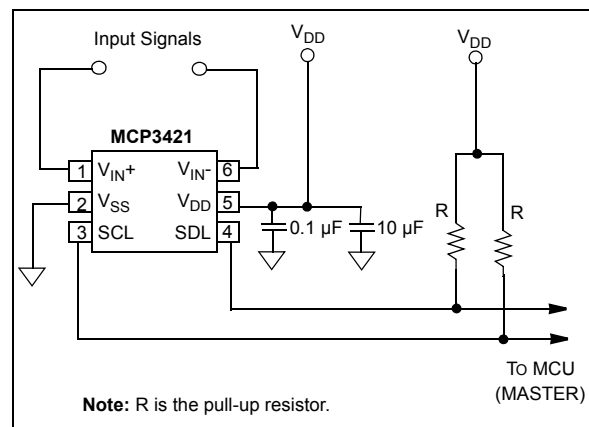 Input Signals
VDD
VDD
MCP3421
1 VIN+ VIN- 6
2 VSS VDD 5
3 SCL SDL 4
0.1 µF
10 µF
R
R
TO MCU
(MASTER)
Note: R is the pull-up resistor.